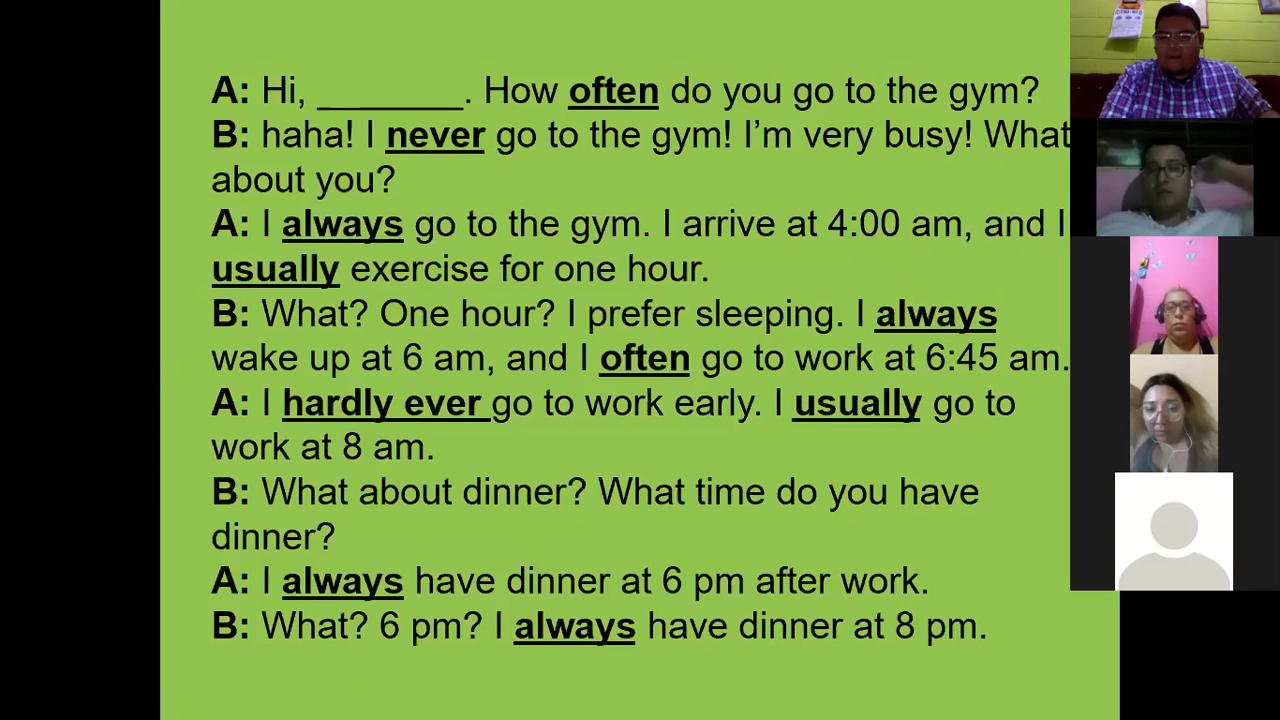 A: Hi, _______. How often do you go to the gym?
B: haha! I never go to the gym! I’m very busy! What
about you?
A: I always go to the gym. I arrive at 4:00 am, and I
usually exercise for one hour.
B: What? One hour? I prefer sleeping. I always
wake up at 6 am, and I often go to work at 6:45 am.
A: I hardly ever go to work early. I usually go to
work at 8 am.
B: What about dinner? What time do you have
dinner?
A: I always have dinner at 6 pm after work.
B: What? 6 pm? I always have dinner at 8 pm.